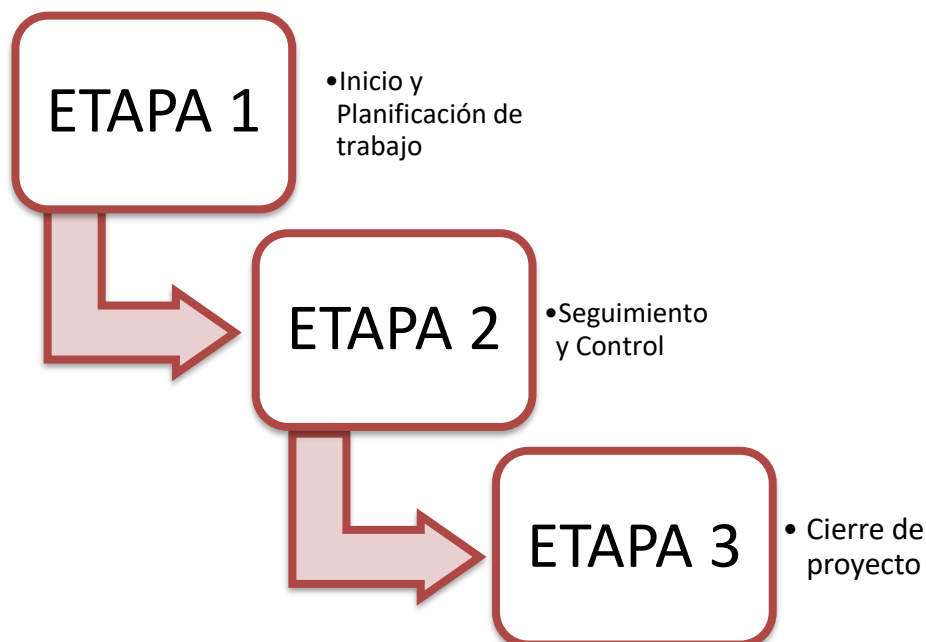 ETAPA 1
•Inicio y
Planificación de
trabajo
ETAPA 2
•Seguimiento
y Control
ETAPA 3
• Cierre de
proyecto